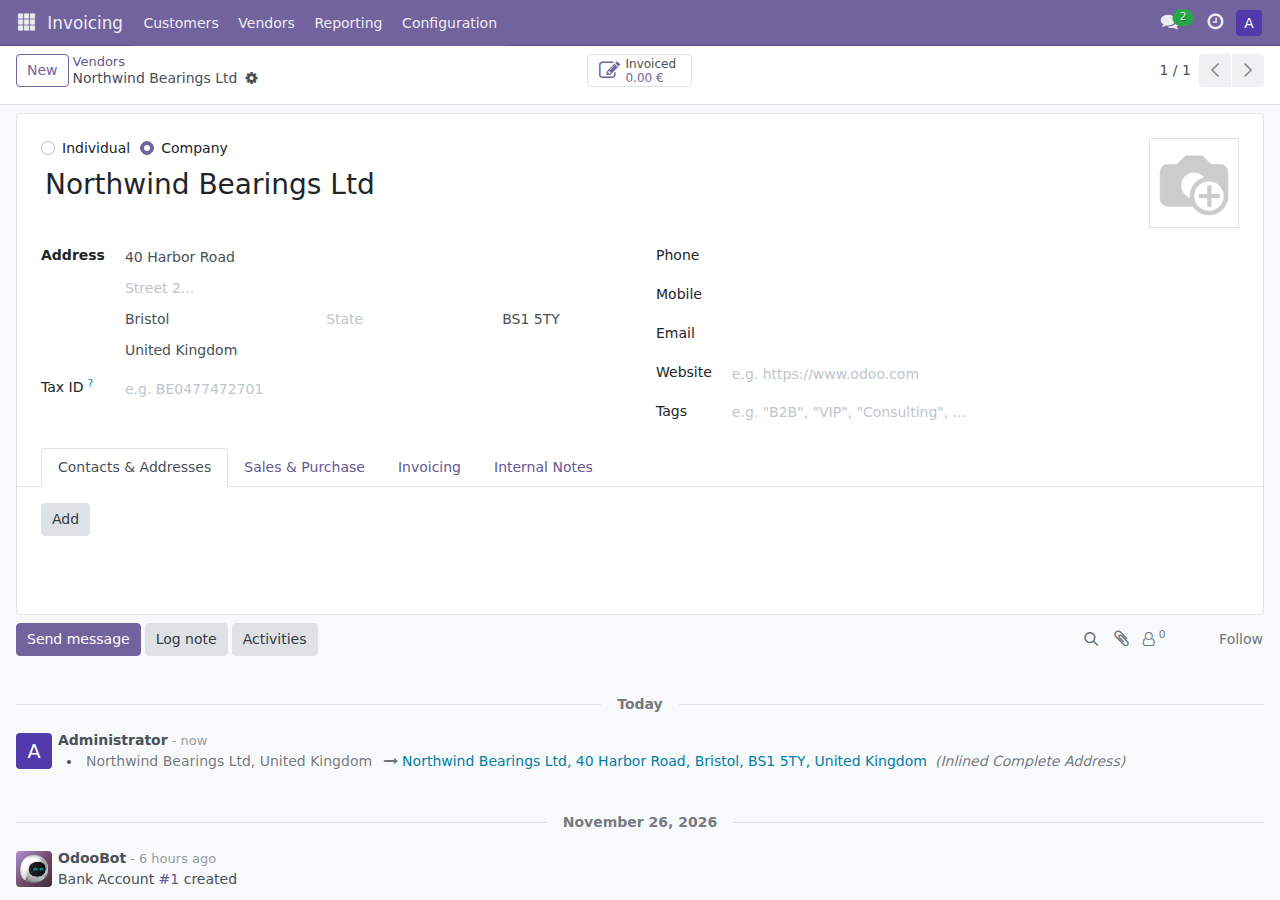 Invoicing Customers Vendors Reporting Configuration 2 A
New Vendors
Northwind Bearings Ltd
Invoiced
0.00 €
1 / 1
Individual Company
Northwind Bearings Ltd
Address 40 Harbor Road
Street 2...
Bristol State BS1 5TY
United Kingdom
Tax ID ? e.g. BE0477472701
Phone
Mobile
Email
Website e.g. https://www.odoo.com
Tags e.g. "B2B", "VIP", "Consulting", ...
Contacts & Addresses Sales & Purchase Invoicing Internal Notes
Add
Send message Log note Activities 0 Follow
Today
A
Administrator - now
• Northwind Bearings Ltd, United Kingdom → Northwind Bearings Ltd, 40 Harbor Road, Bristol, BS1 5TY, United Kingdom (Inlined Complete Address)
November 26, 2026
OdooBot - 6 hours ago
Bank Account #1 created